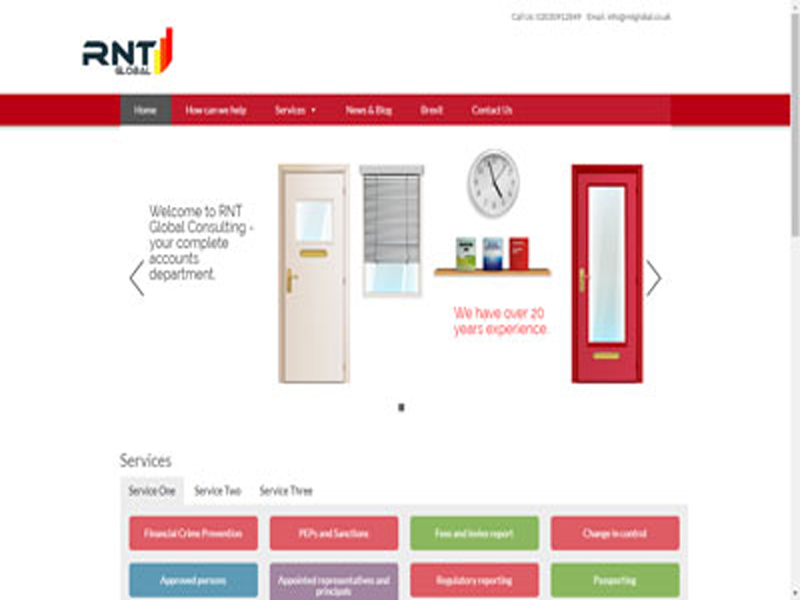 Call Us: 02030912849 Email: info@rntglobal.co.uk
RNT
GLOBAL
Home How can we help Services News & Blog Brexit Contact Us
Welcome to RNT
Global Consulting -
your complete
accounts
department.
We have over 20
years experience.
Services
Service One Service Two Service Three
Financial Crime Prevention PEPs and Sanctions Fees and levies report Change in control
Approved persons Appointed representatives and
principals Regulatory reporting Passporting